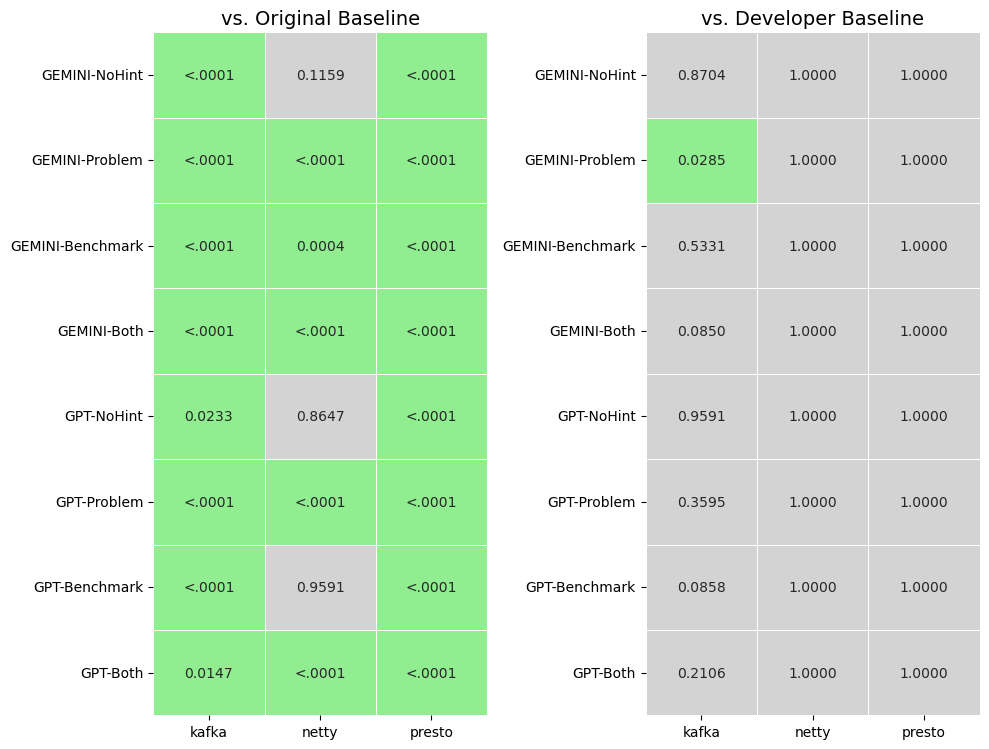 vs. Original Baseline
GEMINI-NoHint <.0001 0.1159 <.0001
GEMINI-Problem <.0001 <.0001 <.0001
GEMINI-Benchmark <.0001 0.0004 <.0001
GEMINI-Both <.0001 <.0001 <.0001
GPT-NoHint 0.0233 0.8647 <.0001
GPT-Problem <.0001 <.0001 <.0001
GPT-Benchmark <.0001 0.9591 <.0001
GPT-Both 0.0147 <.0001 <.0001
kafka netty presto
vs. Developer Baseline
GEMINI-NoHint 0.8704 1.0000 1.0000
GEMINI-Problem 0.0285 1.0000 1.0000
GEMINI-Benchmark 0.5331 1.0000 1.0000
GEMINI-Both 0.0850 1.0000 1.0000
GPT-NoHint 0.9591 1.0000 1.0000
GPT-Problem 0.3595 1.0000 1.0000
GPT-Benchmark 0.0858 1.0000 1.0000
GPT-Both 0.2106 1.0000 1.0000
kafka netty presto